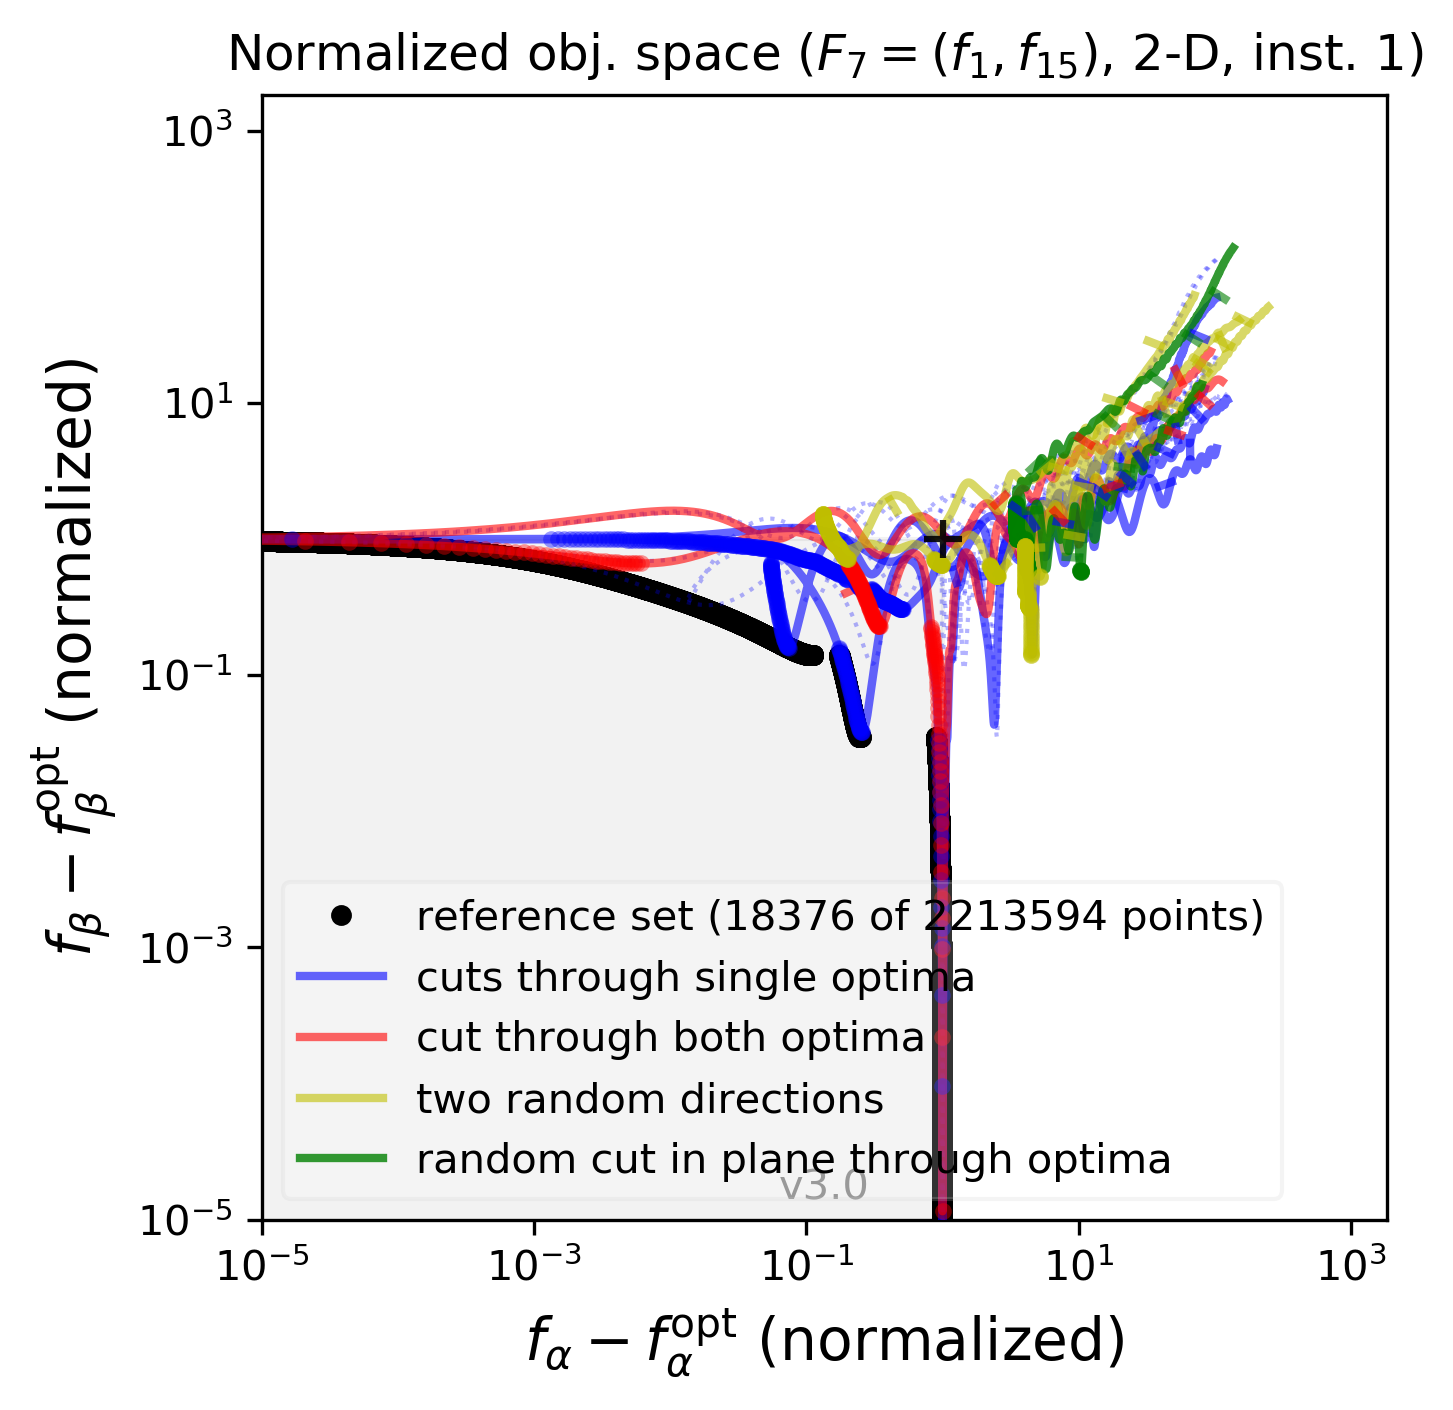 Normalized obj. space (F₇ = (f₁, f₁₅), 2-D, inst. 1)
10³
10¹
10⁻¹
10⁻³
10⁻⁵
f_β − f_β^opt (normalized)
reference set (18376 of 2213594 points)
cuts through single optima
cut through both optima
two random directions
random cut in plane through optima
v3.0
10⁻⁵
10⁻³
10⁻¹
10¹
10³
f_α − f_α^opt (normalized)